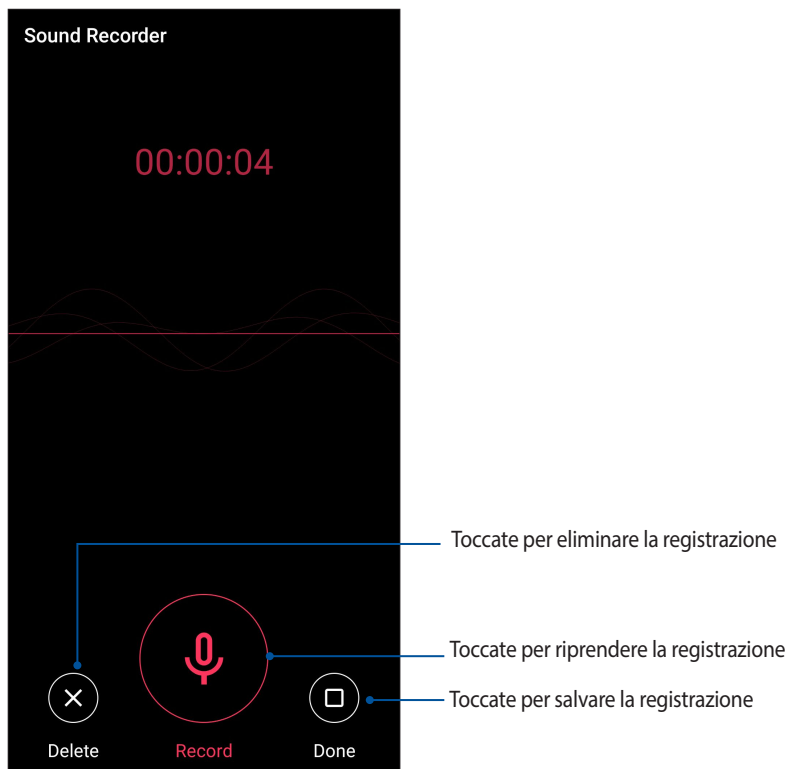 Sound Recorder
00:00:04
Toccate per eliminare la registrazione
Toccate per riprendere la registrazione
Toccate per salvare la registrazione
Delete
Record
Done